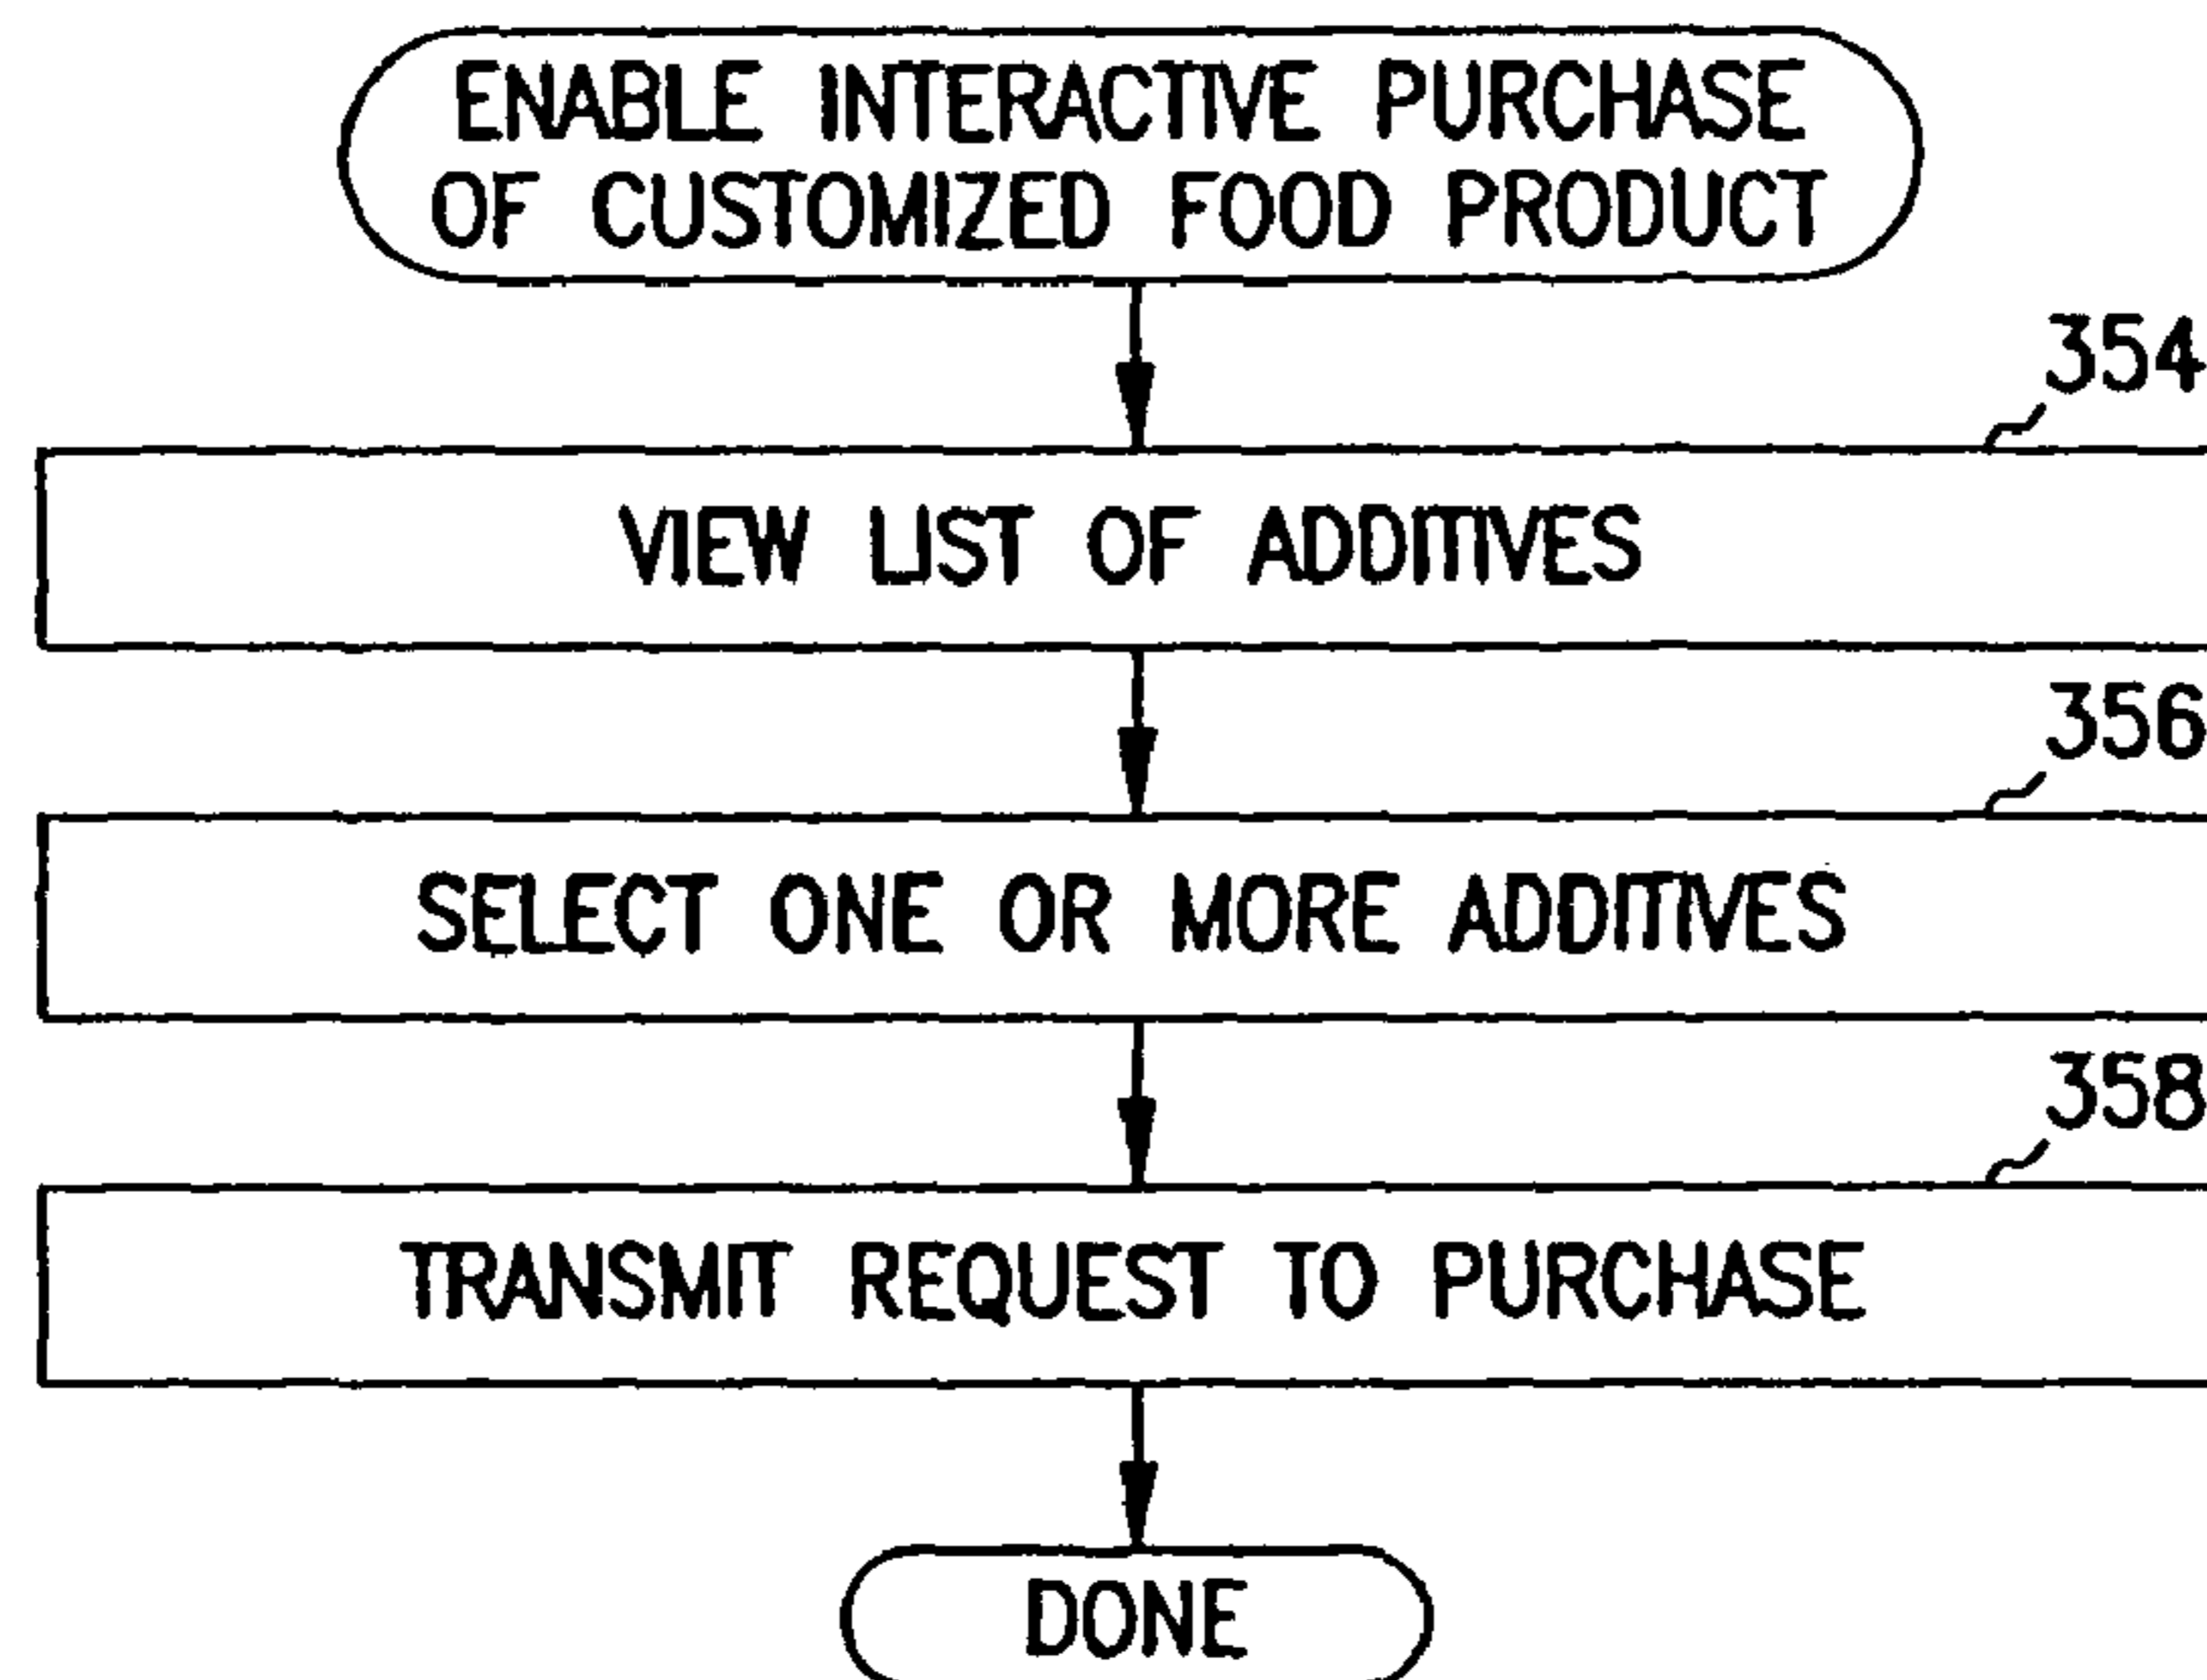 ENABLE INTERACTIVE PURCHASE
OF CUSTOMIZED FOOD PRODUCT
354
VIEW LIST OF ADDITIVES
356
SELECT ONE OR MORE ADDITIVES
358
TRANSMIT REQUEST TO PURCHASE
DONE